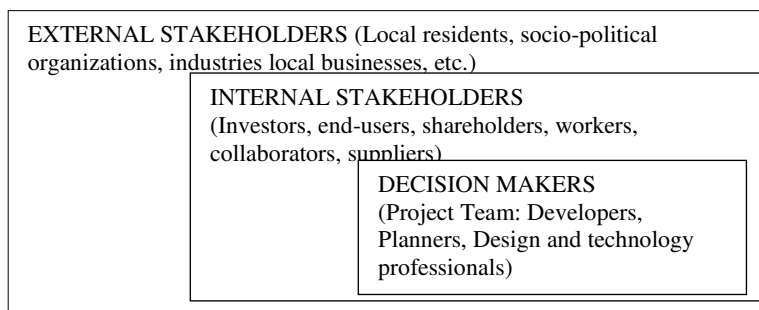 EXTERNAL STAKEHOLDERS (Local residents, socio-political
organizations, industries local businesses, etc.)
INTERNAL STAKEHOLDERS
(Investors, end-users, shareholders, workers,
collaborators, suppliers)
DECISION MAKERS
(Project Team: Developers,
Planners, Design and technology
professionals)